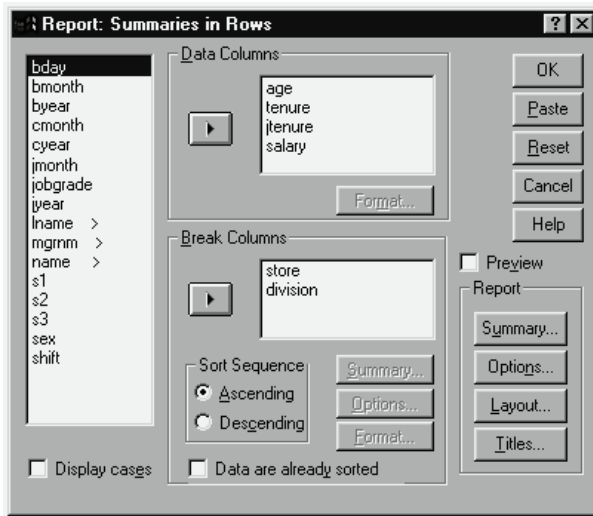 Report: Summaries in Rows
bday
bmonth
byear
cmonth
cyear
jmonth
jobgrade
jyear
lname >
mgrnm >
name >
s1
s2
s3
sex
shift
Display cases
Data Columns
age
tenure
jtenure
salary
Format...
Break Columns
store
division
Sort Sequence
Ascending
Descending
Summary...
Options...
Format...
Data are already sorted
OK
Paste
Reset
Cancel
Help
Preview
Report
Summary...
Options...
Layout...
Titles...